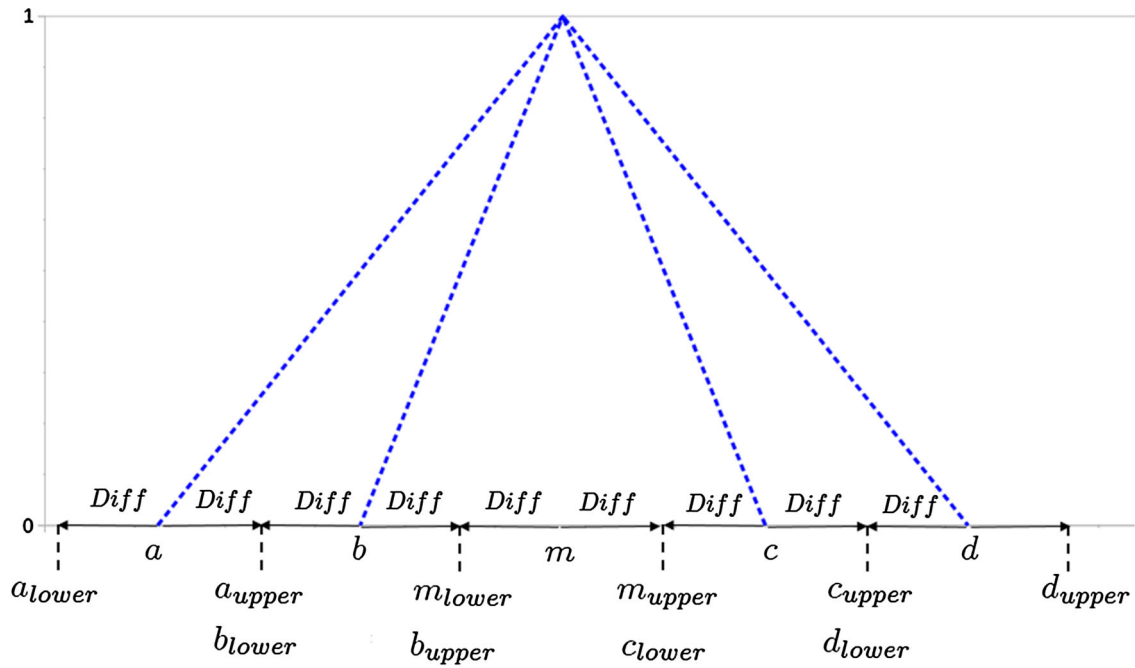 1
Diff Diff Diff Diff Diff Diff Diff Diff Diff
0
a b m c d
a_lower a_upper m_lower m_upper c_upper d_upper
b_lower b_upper c_lower d_lower